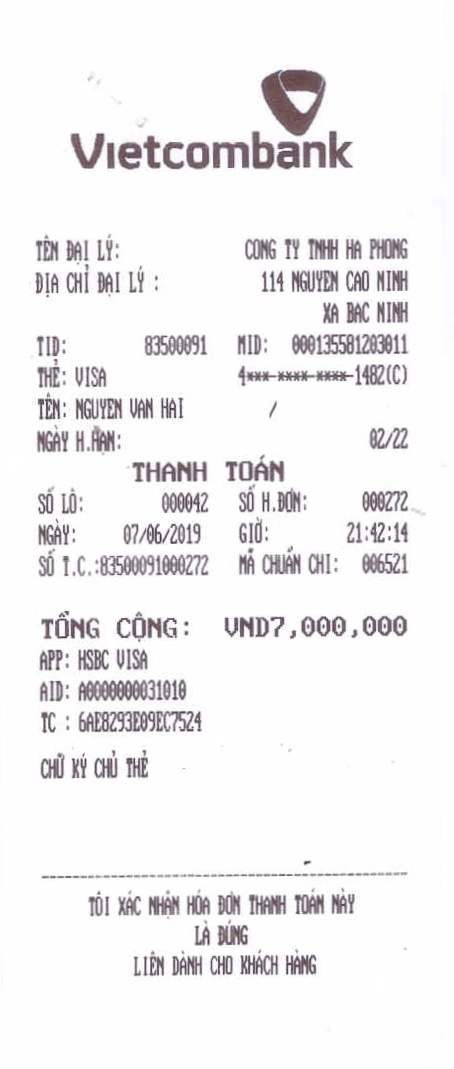 Vietcombank
TÊN ĐẠI LÝ: CONG TY TNHH HA PHONG
ĐỊA CHỈ ĐẠI LÝ : 114 NGUYEN CAO NINH
XA BAC NINH
TID: 83500091 MID: 000135581203011
THẺ: VISA 4*** **** **** 1482(C)
TÊN: NGUYEN VAN HAI /
NGÀY H.HẠN: 02/22
THANH TOÁN
SỐ LÔ: 000042 SỐ H.ĐƠN: 000272
NGÀY: 07/06/2019 GIỜ: 21:42:14
SỐ T.C.:83500091000272 MÃ CHUẨN CHI: 006521
TỔNG CỘNG: VND7,000,000
APP: HSBC VISA
AID: A0000000031010
TC : 6AE8293E09EC7524
CHỮ KÝ CHỦ THẺ
TÔI XÁC NHẬN HÓA ĐƠN THANH TOÁN NÀY
LÀ ĐÚNG
LIÊN DÀNH CHO KHÁCH HÀNG